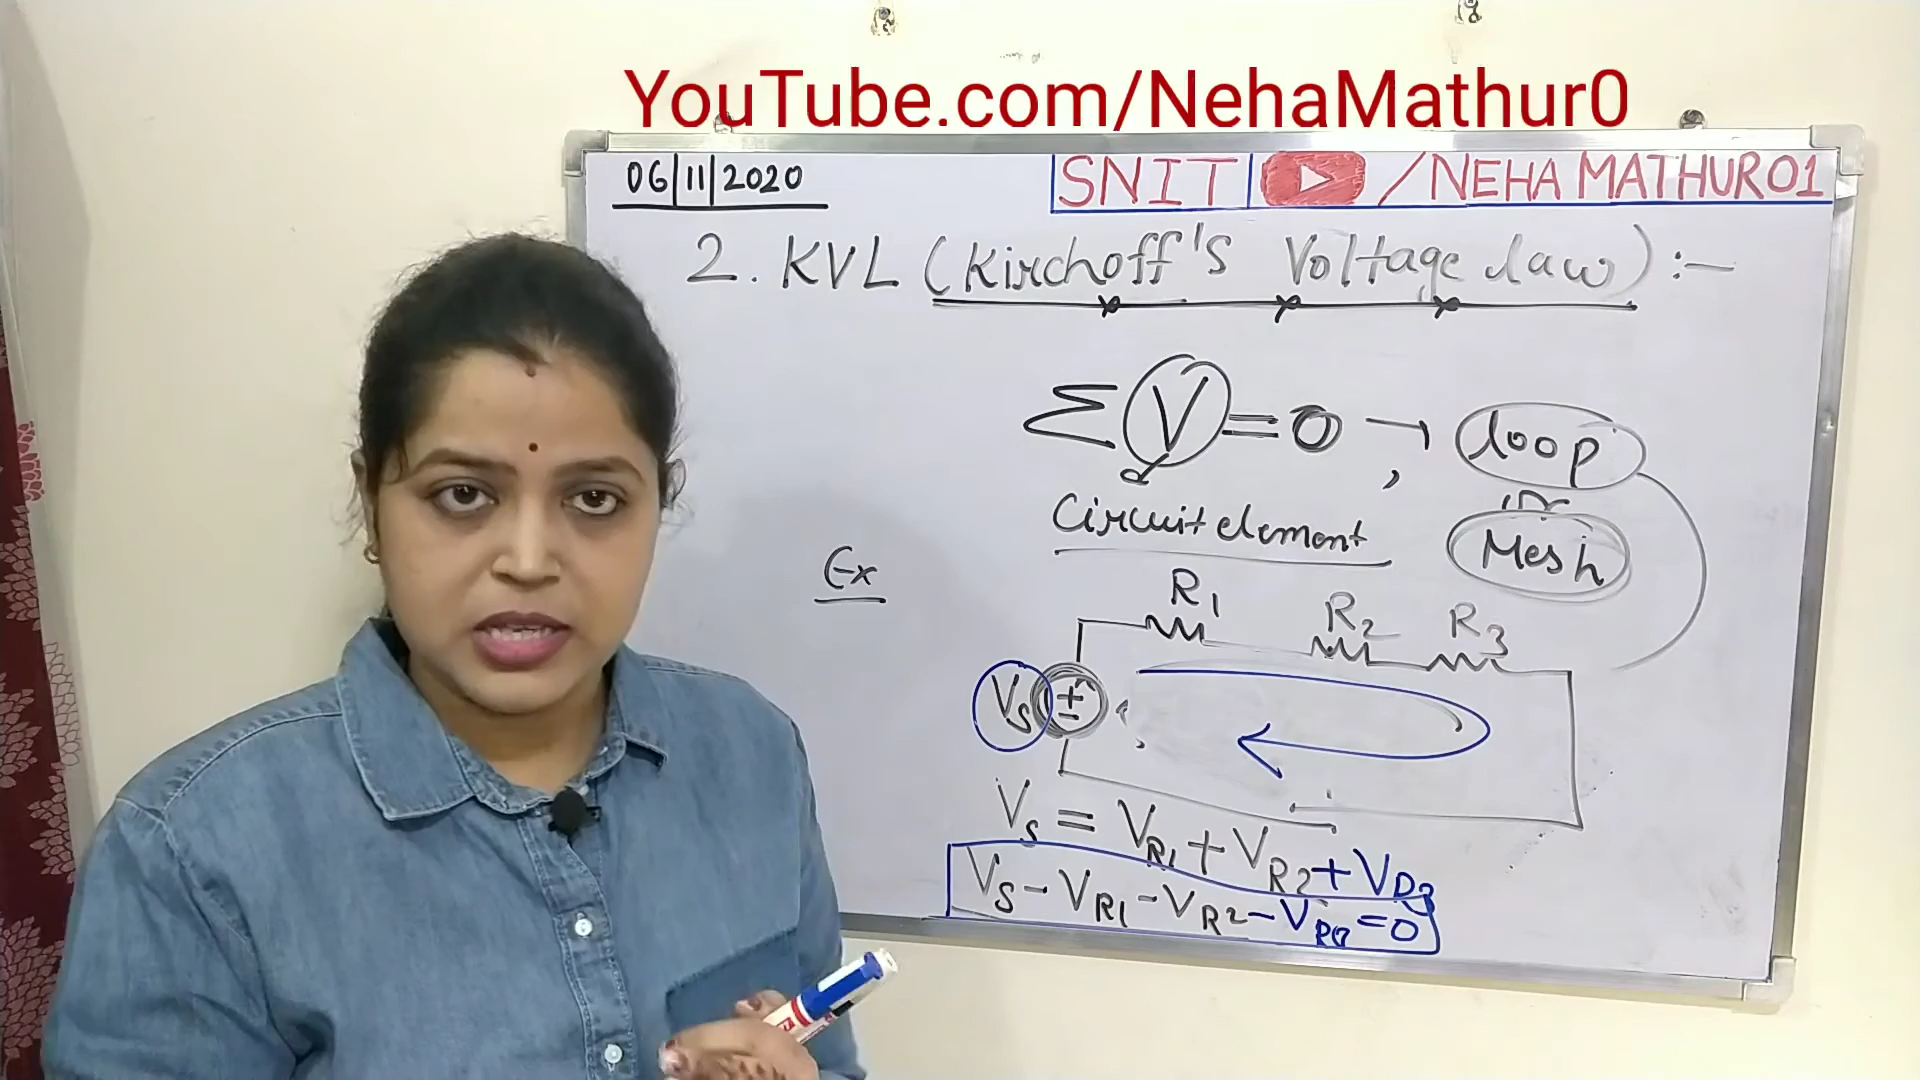 YouTube.com/NehaMathur0
06/11/2020
SNIT /NEHA MATHUR01
2. KVL (Kirchoff's Voltage law) :-
Σ V = 0 → loop
or
Circuit element
Mesh
Ex
R1 R2 R3
Vs + -
Vs = VR1 + VR2 + VR3
Vs - VR1 - VR2 - = 0